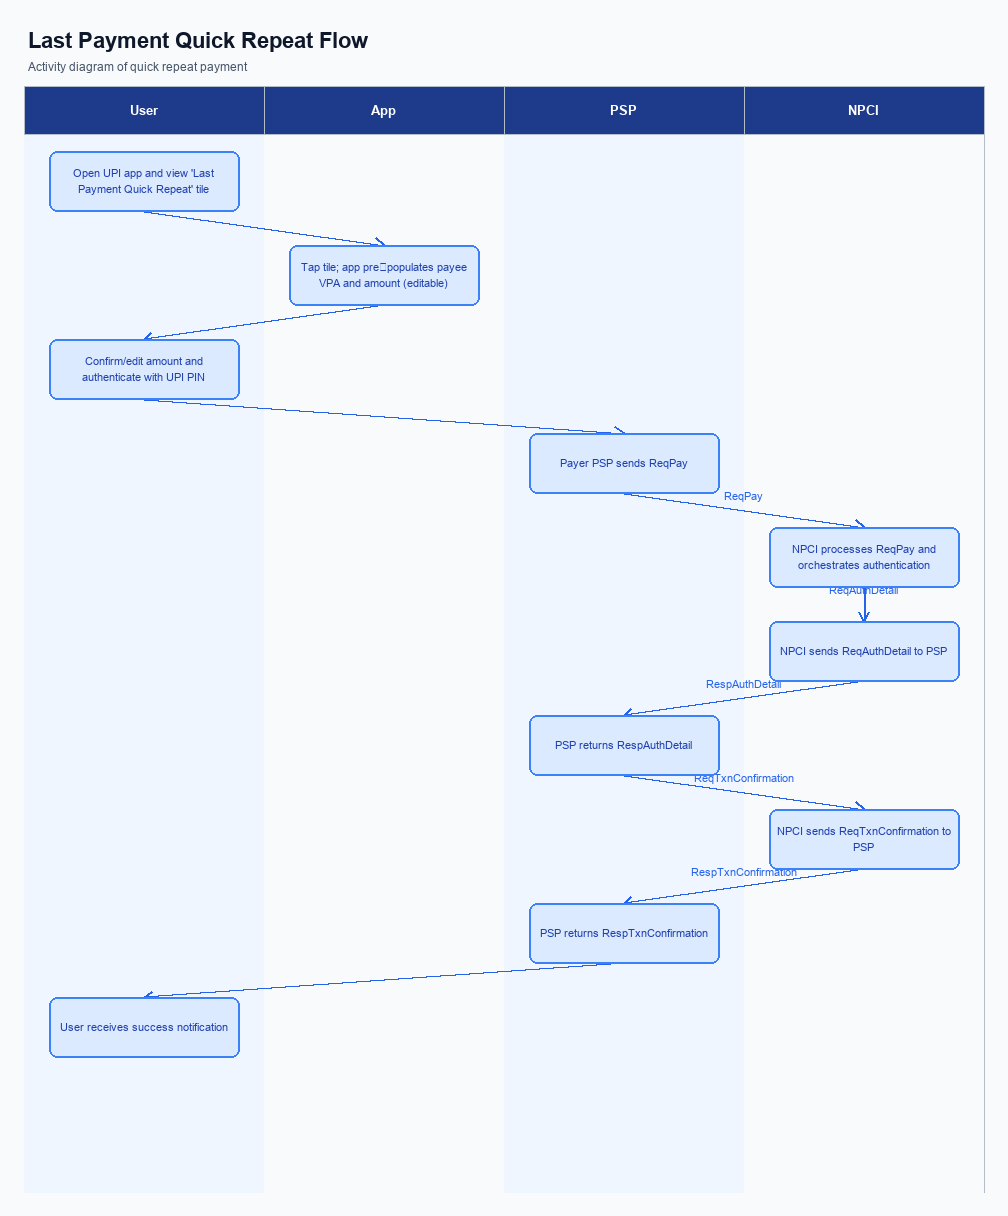 Last Payment Quick Repeat Flow
Activity diagram of quick repeat payment
User
App
PSP
NPCI
Open UPI app and view 'Last
Payment Quick Repeat' tile
Tap tile; app pre□populates payee
VPA and amount (editable)
Confirm/edit amount and
authenticate with UPI PIN
Payer PSP sends ReqPay
ReqPay
NPCI processes ReqPay and
orchestrates authentication
ReqAuthDetail
NPCI sends ReqAuthDetail to PSP
RespAuthDetail
PSP returns RespAuthDetail
ReqTxnConfirmation
NPCI sends ReqTxnConfirmation to
PSP
RespTxnConfirmation
PSP returns RespTxnConfirmation
User receives success notification